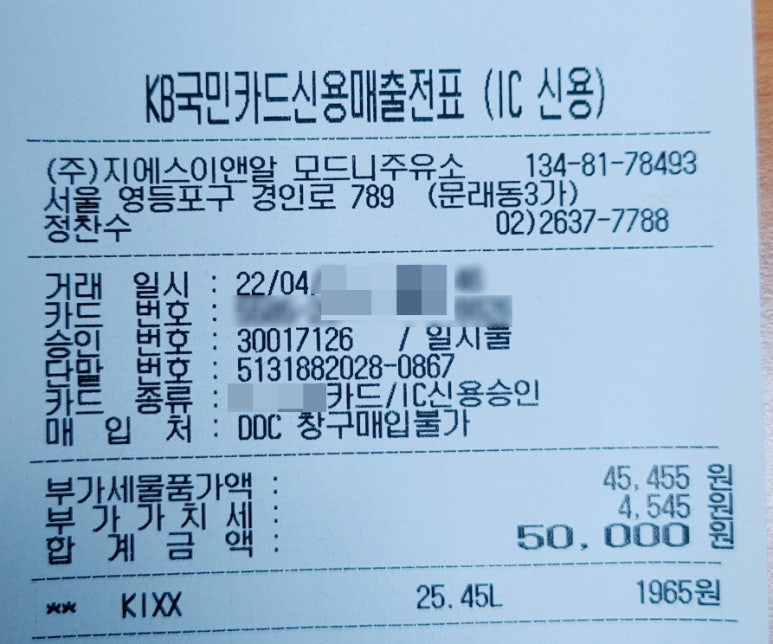 KB국민카드신용매출전표 (IC 신용)
(주)지에스이앤알 모드니주유소 134-81-78493
서울 영등포구 경인로 789 (문래동3가)
정찬수 02)2637-7788
거래 일시 : 22/04/
카드 번호 :
승인 번호 : 30017126 / 일시불
단말 번호 : 5131882028-0867
카드 종류 : 카드/IC신용승인
매 입 처 : DDC 창구매입불가
부가세물품가액 : 45,455 원
부 가 가 치 세 : 4,545 원
합 계 금 액 : 50,000 원
** KIXX 25.45L 1965원